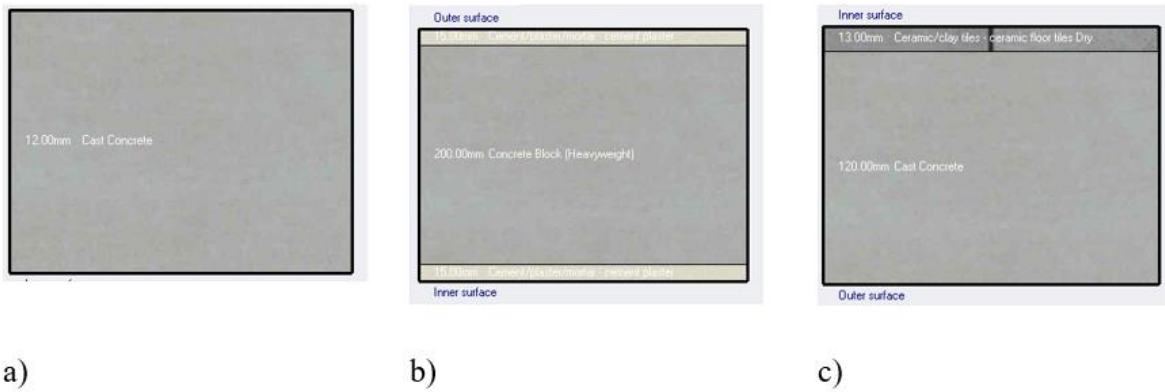 12.00mm Cast Concrete
a)
Outer surface
15.00mm Cement/plaster/mortar - cement plaster
200.00mm Concrete Block (Heavyweight)
15.00mm Cement/plaster/mortar - cement plaster
Inner surface
b)
Inner surface
13.00mm Ceramic/clay tiles - ceramic floor tiles Dry
120.00mm Cast Concrete
Outer surface
c)